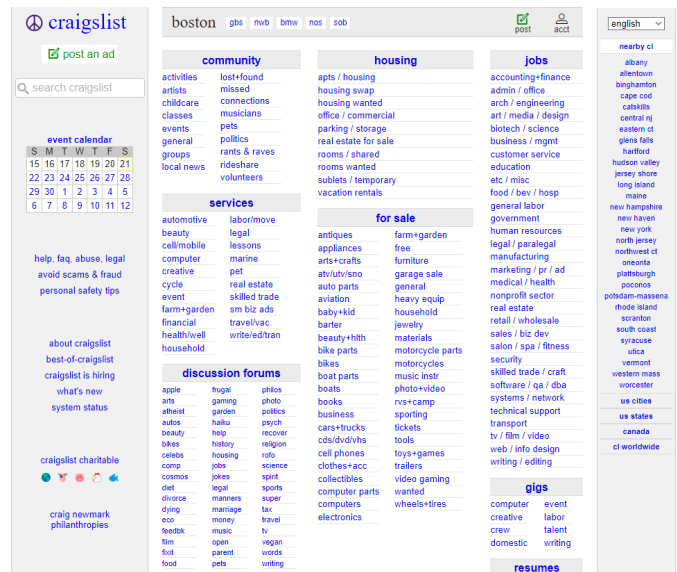 craigslist
post an ad
search craigslist
event calendar
S M T W T F S
15 16 17 18 19 20 21
22 23 24 25 26 27 28
29 30 1 2 3 4 5
6 7 8 9 10 11 12
help, faq, abuse, legal
avoid scams & fraud
personal safety tips
about craigslist
best-of-craigslist
craigslist is hiring
what's new
system status
craigslist charitable
craig newmark
philanthropies
boston gbs nwb bmw nos sob
post acct
community
activities
artists
childcare
classes
events
general
groups
local news
lost+found
missed
connections
musicians
pets
politics
rants & raves
rideshare
volunteers
services
automotive
beauty
cell/mobile
computer
creative
cycle
event
farm+garden
financial
health/well
household
labor/move
legal
lessons
marine
pet
real estate
skilled trade
sm biz ads
travel/vac
write/ed/tran
discussion forums
apple
arts
atheist
autos
beauty
bikes
celebs
comp
cosmos
diet
divorce
dying
eco
feedbk
film
fixit
food
frugal
gaming
garden
haiku
help
history
housing
jobs
jokes
legal
manners
marriage
money
music
open
parent
pets
philos
photo
politics
psych
recover
religion
rofo
science
spirit
sports
super
tax
travel
tv
vegan
words
writing
housing
apts / housing
housing swap
housing wanted
office / commercial
parking / storage
real estate for sale
rooms / shared
rooms wanted
sublets / temporary
vacation rentals
for sale
antiques
appliances
arts+crafts
atv/utv/sno
auto parts
aviation
baby+kid
barter
beauty+hlth
bike parts
bikes
boat parts
boats
books
business
cars+trucks
cds/dvd/vhs
cell phones
clothes+acc
collectibles
computer parts
computers
electronics
farm+garden
free
furniture
garage sale
general
heavy equip
household
jewelry
materials
motorcycle parts
motorcycles
music instr
photo+video
rvs+camp
sporting
tickets
tools
toys+games
trailers
video gaming
wanted
wheels+tires
jobs
accounting+finance
admin / office
arch / engineering
art / media / design
biotech / science
business / mgmt
customer service
education
etc / misc
food / bev / hosp
general labor
government
human resources
legal / paralegal
manufacturing
marketing / pr / ad
medical / health
nonprofit sector
real estate
retail / wholesale
sales / biz dev
salon / spa / fitness
security
skilled trade / craft
software / qa / dba
systems / network
technical support
transport
tv / film / video
web / info design
writing / editing
gigs
computer
creative
crew
domestic
event
labor
talent
writing
resumes
english
nearby cl
albany
allentown
binghamton
cape cod
catskills
central nj
eastern ct
glens falls
hartford
hudson valley
jersey shore
long island
maine
new hampshire
new haven
new york
north jersey
northwest ct
oneonta
plattsburgh
poconos
potsdam-massena
rhode island
scranton
south coast
syracuse
utica
vermont
western mass
worcester
us cities
us states
canada
cl worldwide